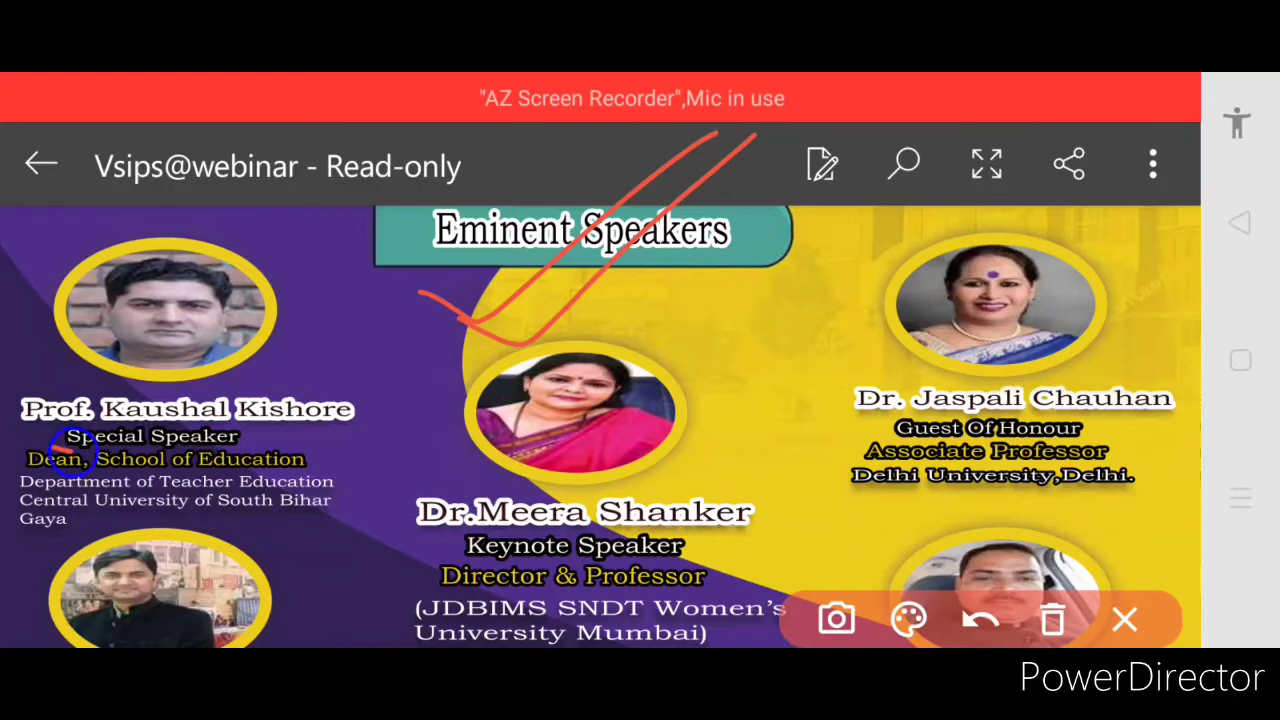 "AZ Screen Recorder",Mic in use
Vsips@webinar - Read-only
Eminent Speakers
Prof. Kaushal Kishore
Special Speaker
Dean, School of Education
Department of Teacher Education
Central University of South Bihar
Gaya
Dr.Meera Shanker
Keynote Speaker
Director & Professor
(JDBIMS SNDT Women's
University Mumbai)
Dr. Jaspali Chauhan
Guest Of Honour
Associate Professor
Delhi University,Delhi.
PowerDirector